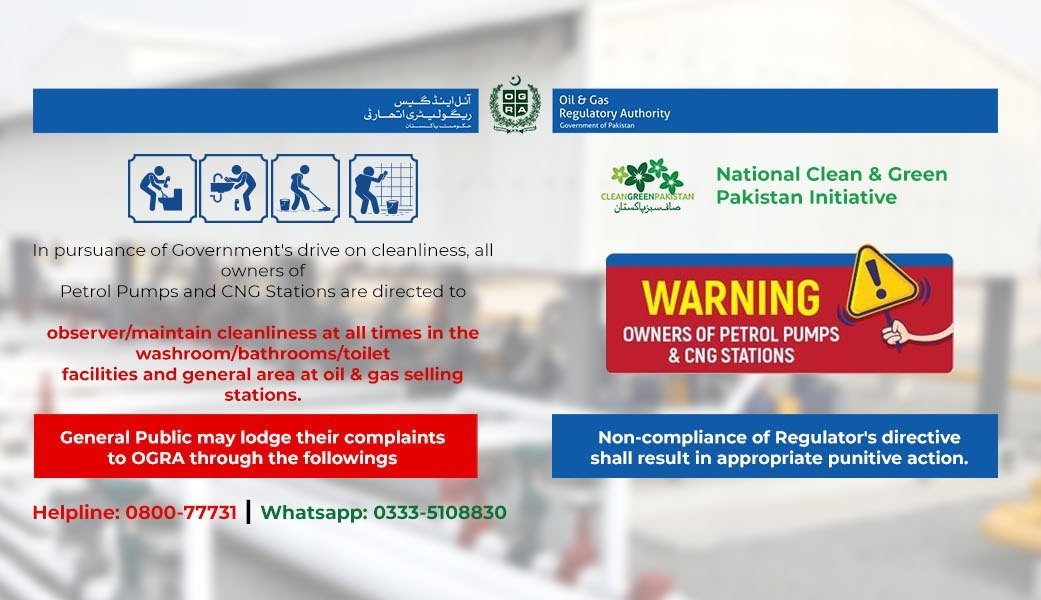 آئل اینڈ گیس
ریگولیٹری اتھارٹی
حکومت پاکستان
OGRA
Oil & Gas
Regulatory Authority
Government of Pakistan
CLEANGREENPAKISTAN
صاف سبز پاکستان
National Clean & Green
Pakistan Initiative
In pursuance of Government's drive on cleanliness, all
owners of
Petrol Pumps and CNG Stations are directed to
observer/maintain cleanliness at all times in the
washroom/bathrooms/toilet
facilities and general area at oil & gas selling
stations.
WARNING
OWNERS OF PETROL PUMPS
& CNG STATIONS
General Public may lodge their complaints
to OGRA through the followings
Non-compliance of Regulator's directive
shall result in appropriate punitive action.
Helpline: 0800-77731 | Whatsapp: 0333-5108830